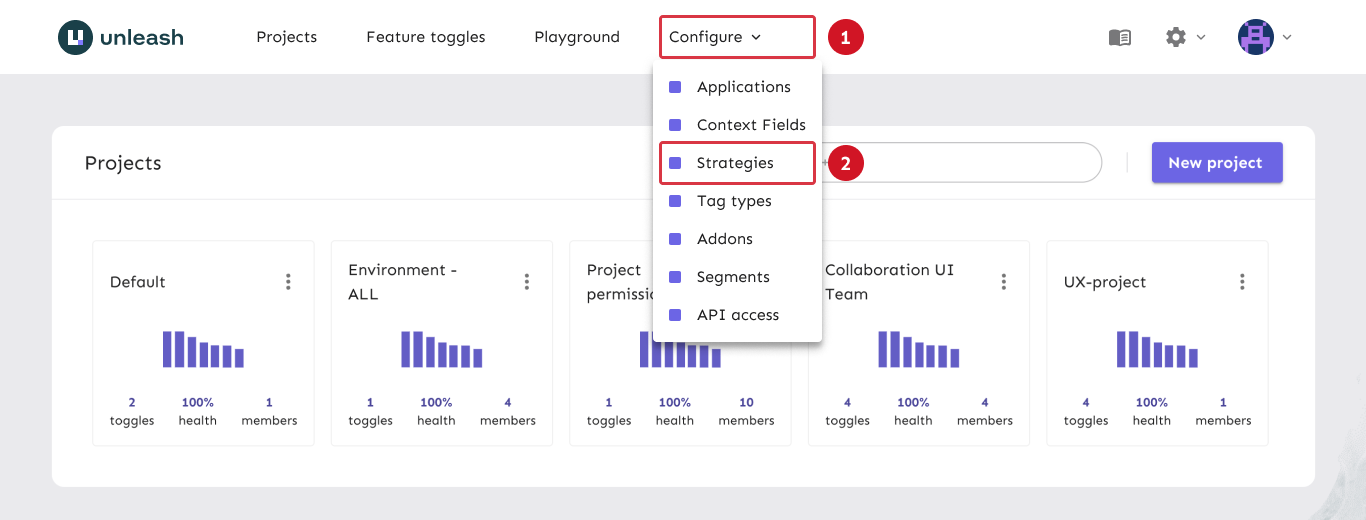 unleash
Projects
Feature toggles
Playground
Configure
1
Applications
Context Fields
Strategies
2
Tag types
Addons
Segments
API access
Projects
New project
Default
2 100% 1
toggles health members
Environment -
ALL
1 100% 4
toggles health members
Project
1 100% 10
toggles health members
Collaboration UI
Team
4 100% 4
toggles health members
UX-project
4 100% 1
toggles health members